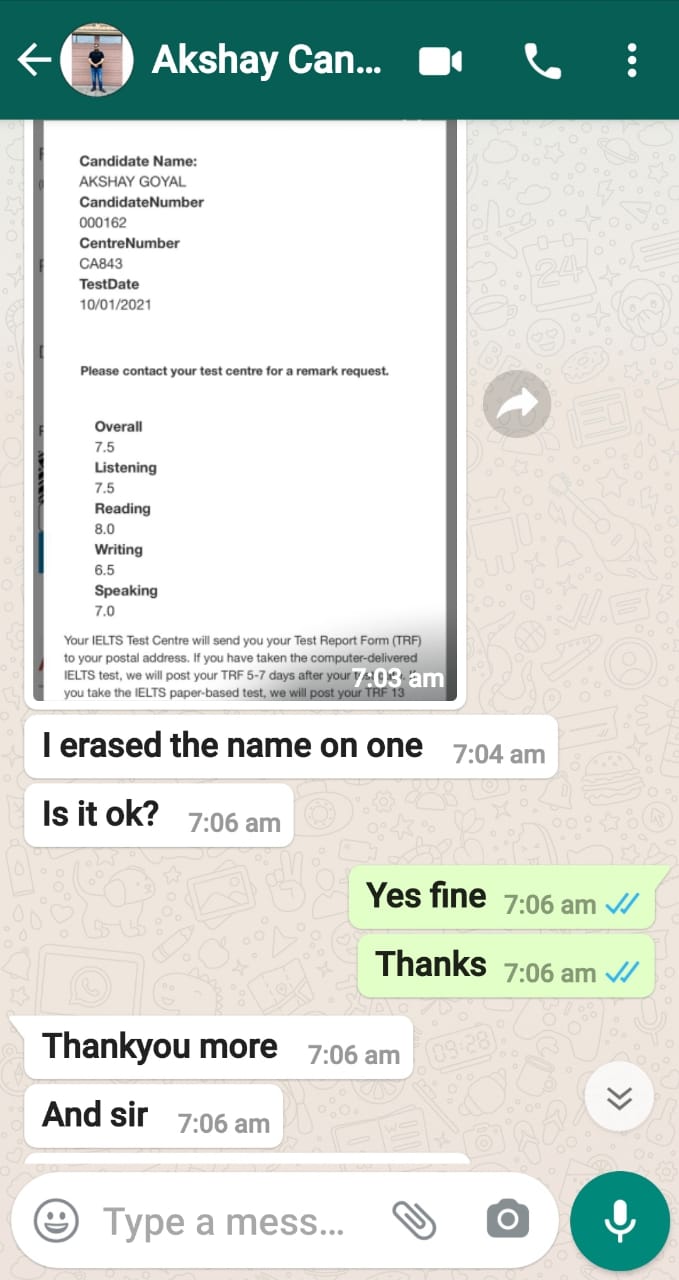 Akshay Can...
Candidate Name:
AKSHAY GOYAL
CandidateNumber
000162
CentreNumber
CA843
TestDate
10/01/2021
Please contact your test centre for a remark request.
Overall
7.5
Listening
7.5
Reading
8.0
Writing
6.5
Speaking
7.0
Your IELTS Test Centre will send you your Test Report Form (TRF)
to your postal address. If you have taken the computer-delivered
IELTS test, we will post your TRF 5-7 days after your
you take the IELTS paper-based test, we will post your TRF 13
7:03 am
I erased the name on one 7:04 am
Is it ok? 7:06 am
Yes fine 7:06 am
Thanks 7:06 am
Thankyou more 7:06 am
And sir 7:06 am
Type a mess...